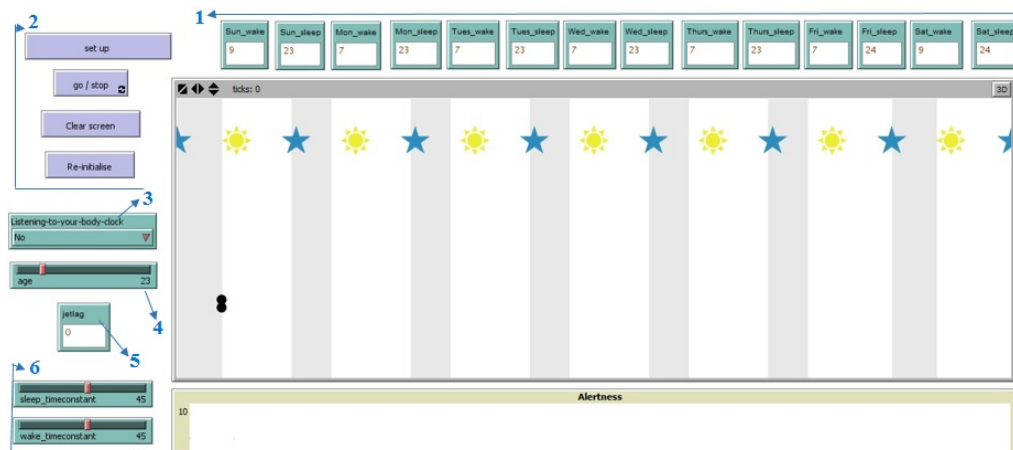 1
2
Sun_wake Sun_sleep Mon_wake Mon_sleep Tues_wake Tues_sleep Wed_wake Wed_sleep Thurs_wake Thurs_sleep Fri_wake Fri_sleep Sat_wake Sat_sleep
9 23 7 23 7 23 7 23 7 23 7 24 9 24
set up
go / stop
Clear screen
Re-initialise
ticks: 0
3D
3
Listening-to-your-body-clock
No
age 23
4
jetlag
0
5
6
sleep_timeconstant 45
wake_timeconstant 45
Alertness
10